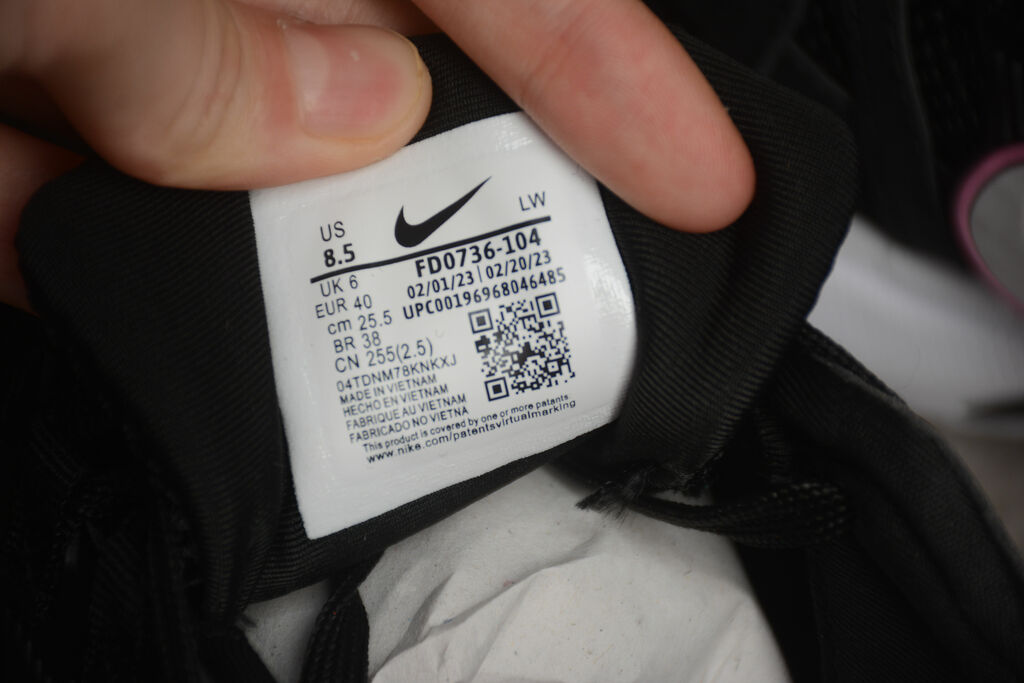 US
8.5
LW
FD0736-104
UK 6
02/01/23 | 02/20/23
EUR 40
UPC00196968046485
cm 25.5
BR 38
CN 255(2.5)
04TDNM78KNKXJ
MADE IN VIETNAM
HECHO EN VIETNAM
FABRIQUE AU VIETNAM
FABRICADO NO VIETNA
This product is covered by one or more patents
www.nike.com/patentsvirtualmarking